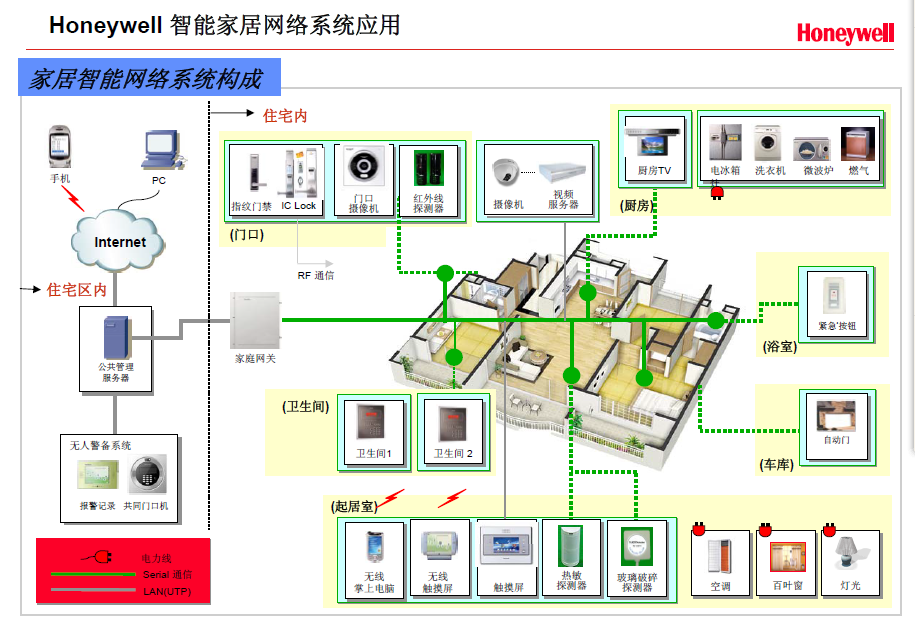 Honeywell 智能家居网络系统应用
Honeywell
家居智能网络系统构成
住宅内
手机
PC
Internet
住宅区内
公共管理
服务器
无人警备系统
报警记录
共同门口机
电力线
Serial 通信
LAN(UTP)
指纹门禁
IC Lock
门口
摄像机
红外线
探测器
(门口)
RF 通信
家庭网关
摄像机
视频
服务器
厨房TV
(厨房)
电冰箱
洗衣机
微波炉
燃气
紧急'按钮
(浴室)
自动门
(车库)
(卫生间)
卫生间1
卫生间 2
(起居室)
无线
掌上电脑
无线
触摸屏
触摸屏
热敏
探测器
玻璃破碎
探测器
空调
百叶窗
灯光